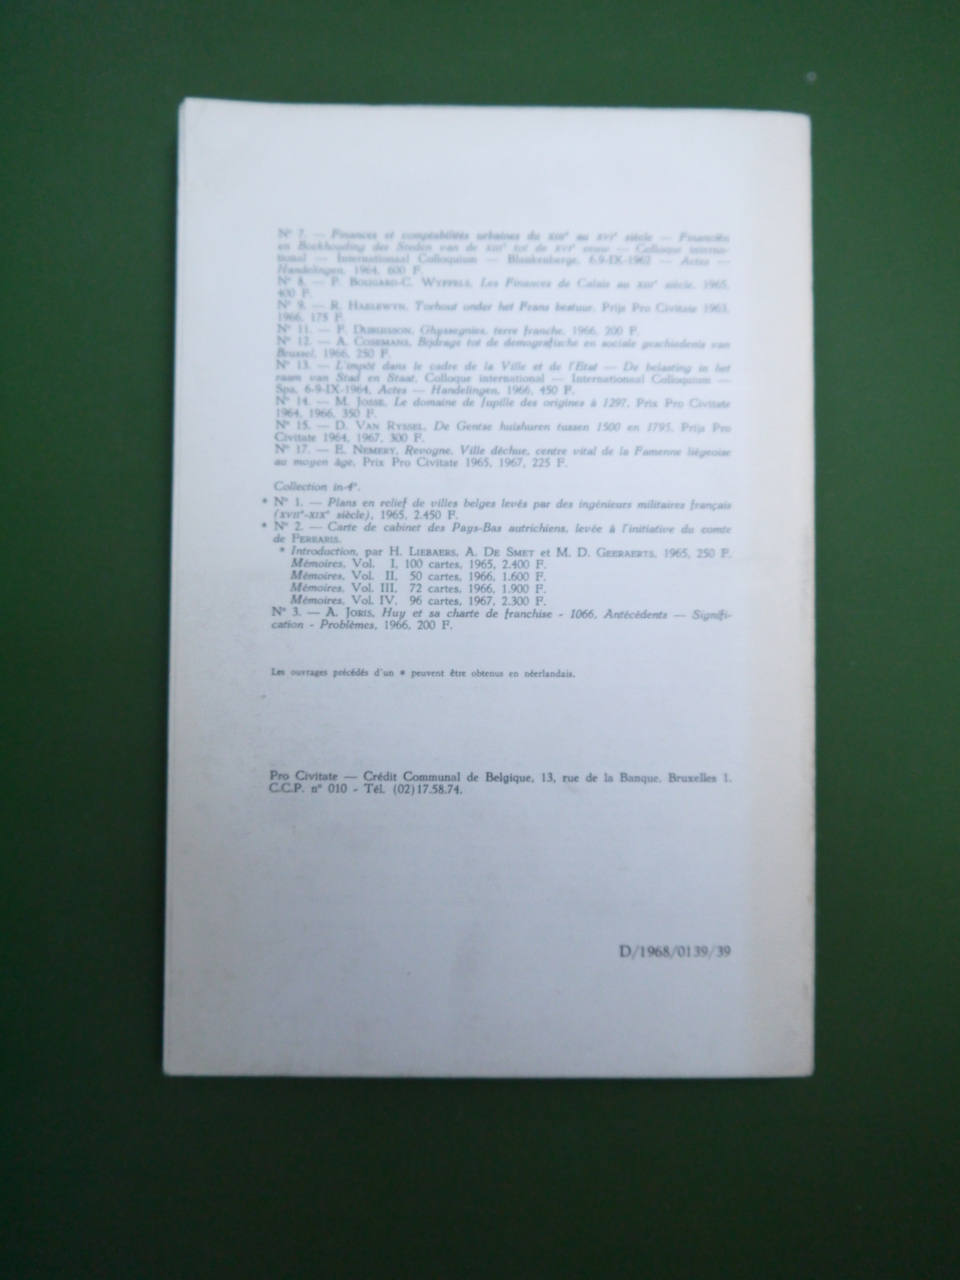 N° 7. — Finances et comptabilités urbaines du XIIIᵉ au XVIᵉ siècle — Financiën
en Boekhouding der Steden van de XIIIᵉ tot de XVIᵉ eeuw — Colloque interna-
tional — Internationaal Colloquium — Blankenberge, 6.9-IX-1962 — Actes —
Handelingen, 1964, 600 F.
N° 8. — P. BOUGARD-C. WYFFELS, Les Finances de Calais au XIIIᵉ siècle, 1965,
400 F.
N° 9. — R. HAELEWYN, Torhout onder het Frans bestuur, Prijs Pro Civitate 1963,
1966, 175 F.
N° 11. — F. DUBUISSON, Ghyssegnies, terre franche, 1966, 200 F.
N° 12. — A. COSEMANS, Bijdrage tot de demografische en sociale geschiedenis van
Brussel, 1966, 250 F.
N° 13. — L'impôt dans le cadre de la Ville et de l'Etat — De belasting in het
raam van Stad en Staat, Colloque international — Internationaal Colloquium —
Spa, 6-9-IX-1964, Actes — Handelingen, 1966, 450 F.
N° 14. — M. JOSSE, Le domaine de Jupille des origines à 1297, Prix Pro Civitate
1964, 1966, 350 F.
N° 15. — D. VAN RYSSEL, De Gentse huishuren tussen 1500 en 1795, Prijs Pro
Civitate 1964, 1967, 300 F.
N° 17. — E. NEMERY, Revogne, Ville déchue, centre vital de la Famenne liégeoise
au moyen âge, Prix Pro Civitate 1965, 1967, 225 F.
Collection in-4°.
* N° 1. — Plans en relief de villes belges levés par des ingénieurs militaires français
(XVIIᵉ-XIXᵉ siècle), 1965, 2.450 F.
* N° 2. — Carte de cabinet des Pays-Bas autrichiens, levée à l'initiative du comte
de FERRARIS.
* Introduction, par H. LIEBAERS, A. DE SMET et M. D. GEERAERTS, 1965, 250 F.
Mémoires, Vol. I, 100 cartes, 1965, 2.400 F.
Mémoires, Vol. II, 50 cartes, 1966, 1.600 F.
Mémoires, Vol. III, 72 cartes, 1966, 1.900 F.
Mémoires, Vol. IV, 96 cartes, 1967, 2.300 F.
N° 3. — A. JORIS, Huy et sa charte de franchise - 1066, Antécédents — Signifi-
cation - Problèmes, 1966, 200 F.
Les ouvrages précédés d'un * peuvent être obtenus en néerlandais.
Pro Civitate — Crédit Communal de Belgique, 13, rue de la Banque, Bruxelles 1.
C.C.P. n° 010 - Tél. (02)17.58.74.
D/1968/0139/39